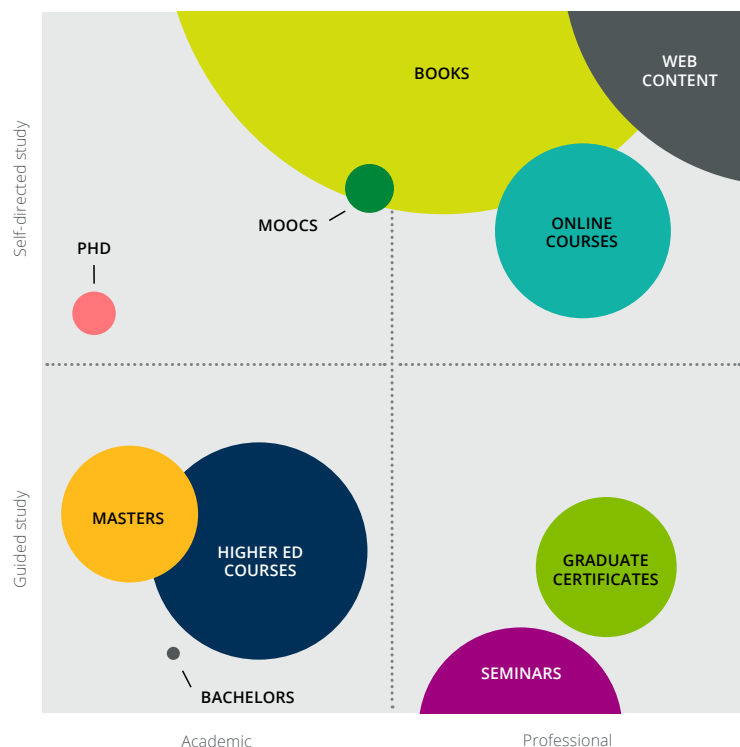 WEB
CONTENT
BOOKS
Self-directed study
MOOCS
ONLINE
COURSES
PHD
MASTERS
HIGHER ED
COURSES
GRADUATE
CERTIFICATES
Guided study
SEMINARS
BACHELORS
Academic
Professional